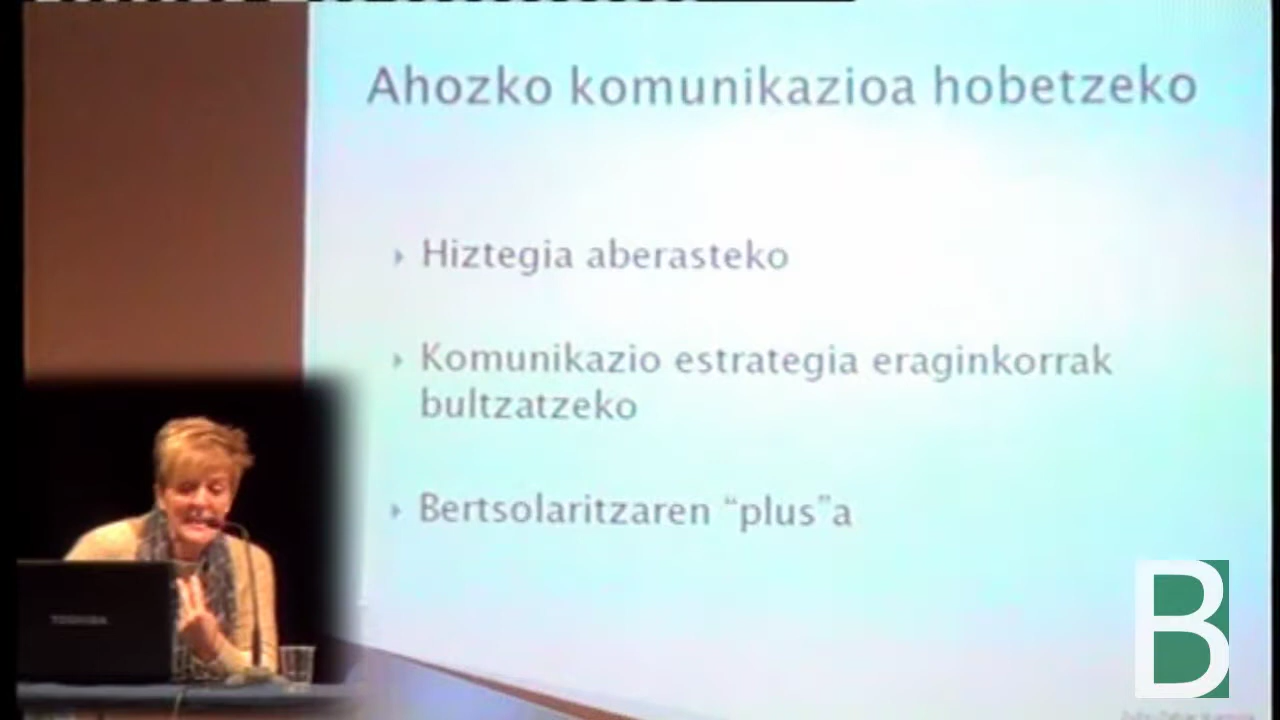 Ahozko komunikazioa hobetzeko
Hiztegia aberasteko
Komunikazio estrategia eraginkorrak
bultzatzeko
Bertsolaritzaren “plus”a
TOSHIBA
B